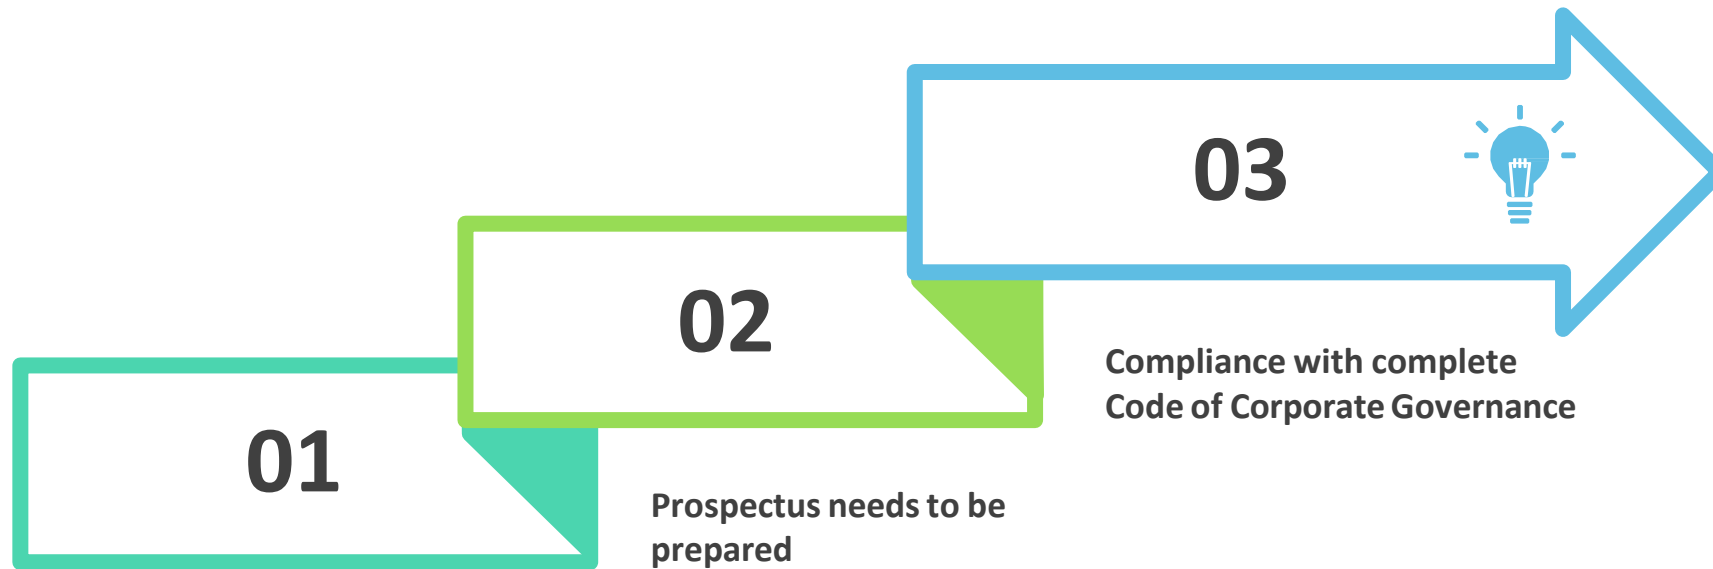 03
02
Compliance with complete
Code of Corporate Governance
01
Prospectus needs to be
prepared